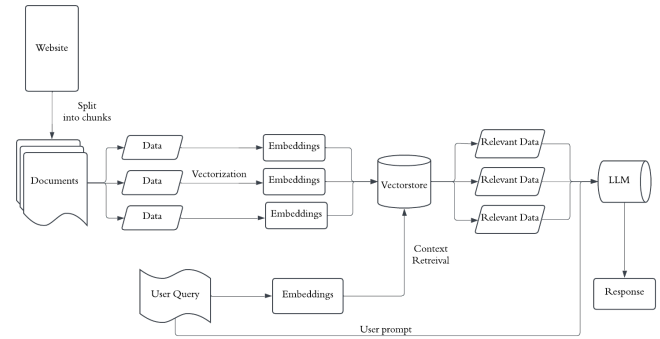 Website
Split
into chunks
Documents
Data
Data
Data
Vectorization
Embeddings
Embeddings
Embeddings
Vectorstore
Relevant Data
Relevant Data
Relevant Data
LLM
Context
Retreival
User Query
Embeddings
Response
User prompt